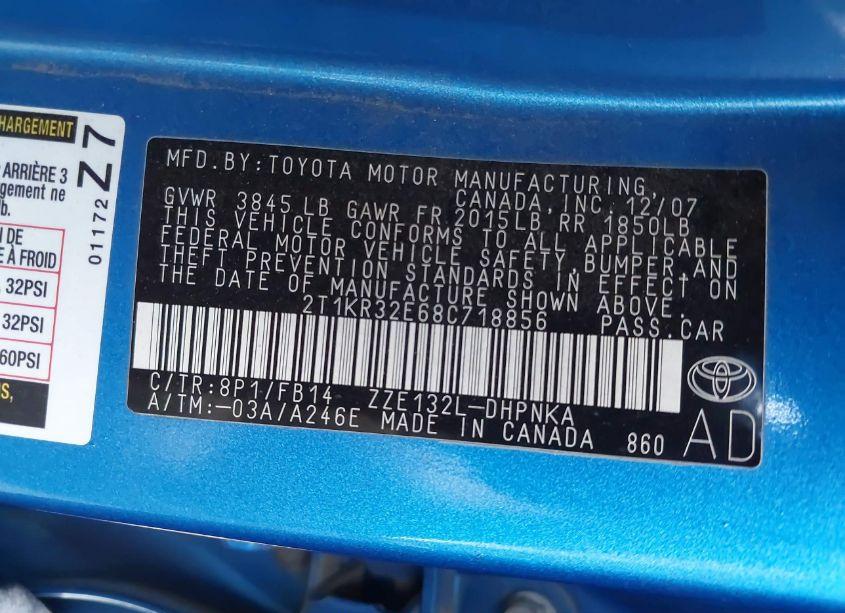 CHARGEMENT
ARRIÈRE 3
gement ne
lb.
DE
À FROID
32PSI
32PSI
60PSI
01172
Z7
MFD.BY:TOYOTA MOTOR MANUFACTURING,
CANADA, INC. 12/07
GVWR 3845 LB GAWR FR 2015LB RR 1850LB
THIS VEHICLE CONFORMS TO ALL APPLICABLE
FEDERAL MOTOR VEHICLE SAFETY,BUMPER,AND
THEFT PREVENTION STANDARDS IN EFFECT ON
THE DATE OF MANUFACTURE SHOWN ABOVE.
2T1KR32E68C718856 PASS.CAR
C/TR:8P1/FB14 ZZE132L-DHPNKA
A/TM:-03A/A246E MADE IN CANADA 860
AD